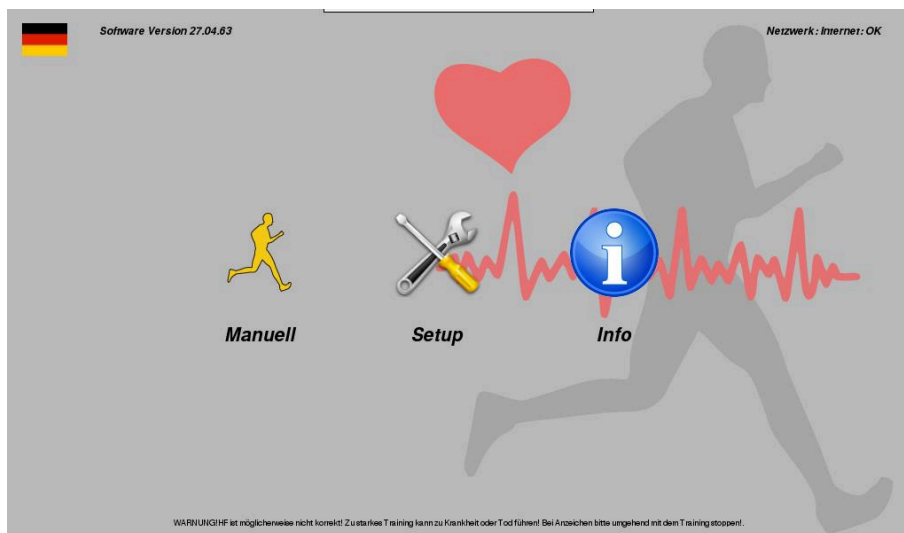 Software Version 27.04.63
Netzwerk: Internet: OK
Manuell
Setup
Info
WARNUNG!HF ist möglicherweise nicht korrekt! Zu starkes Training kann zu Krankheit oder Tod führen! Bei Anzeichen bitte umgehend mit dem Training stoppen!.